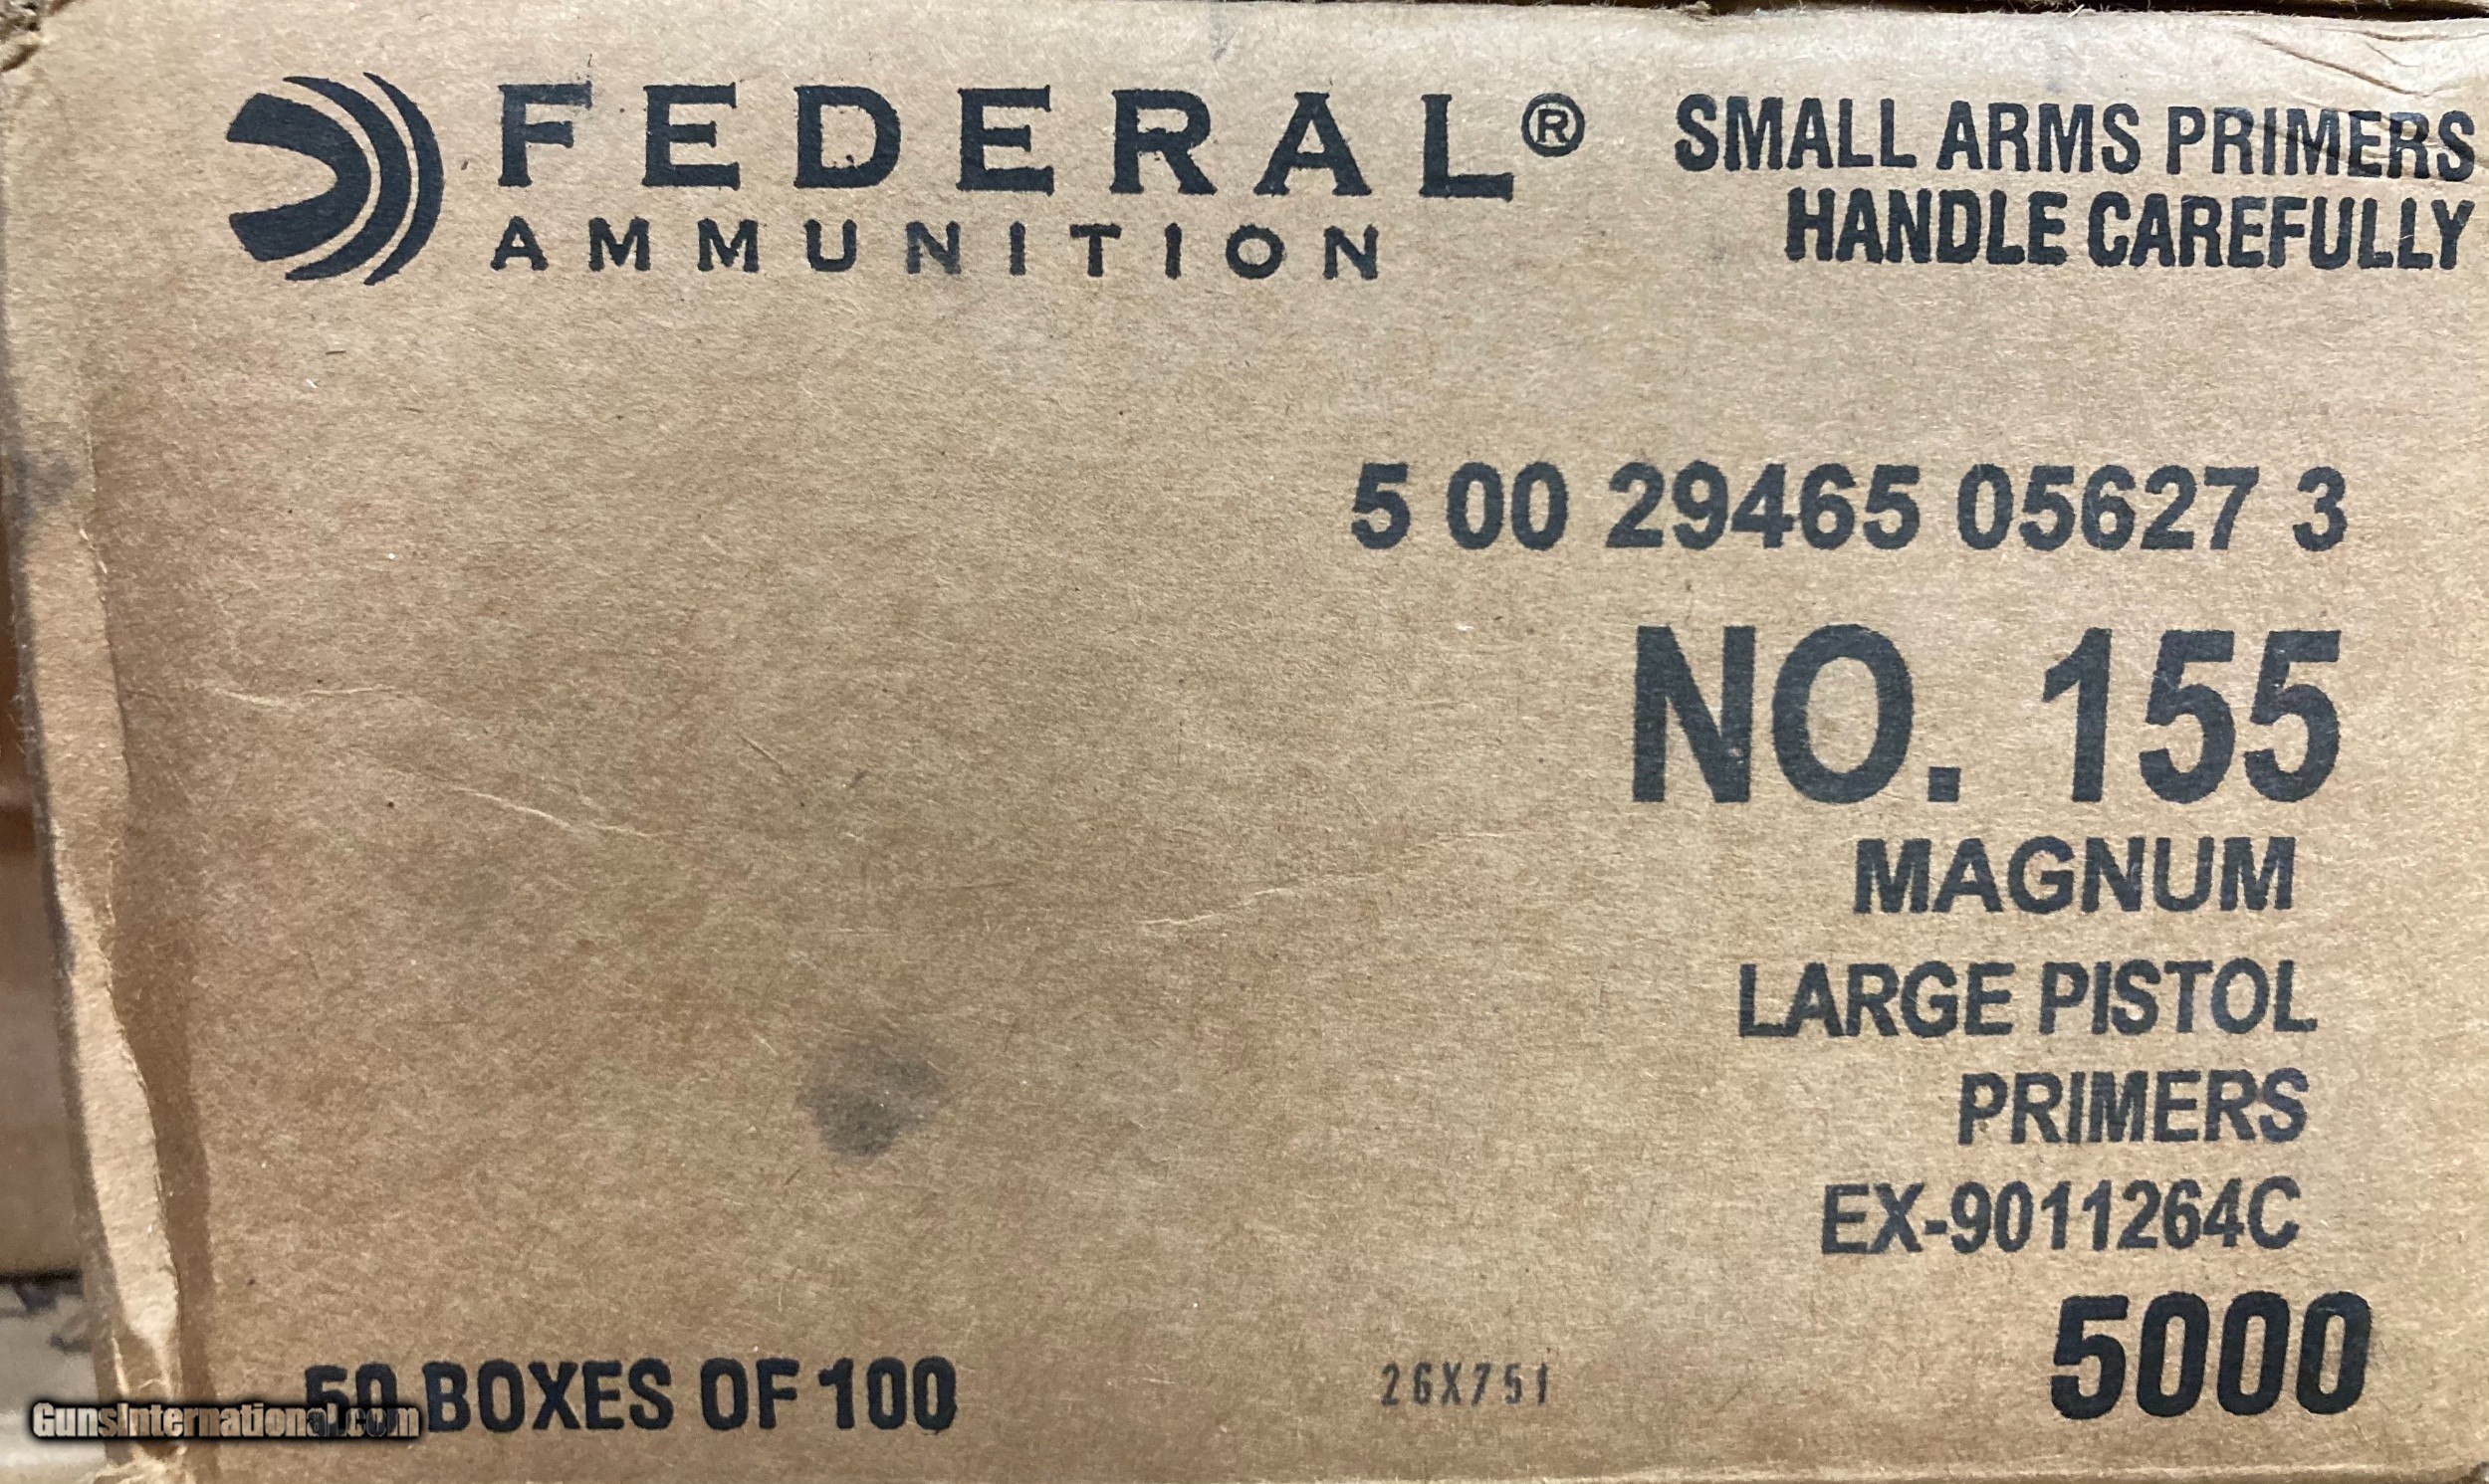 FEDERAL®
AMMUNITION
SMALL ARMS PRIMERS
HANDLE CAREFULLY
5 00 29465 05627 3
NO. 155
MAGNUM
LARGE PISTOL
PRIMERS
EX-9011264C
5000
50 BOXES OF 100
26X751
GunsInternational.com